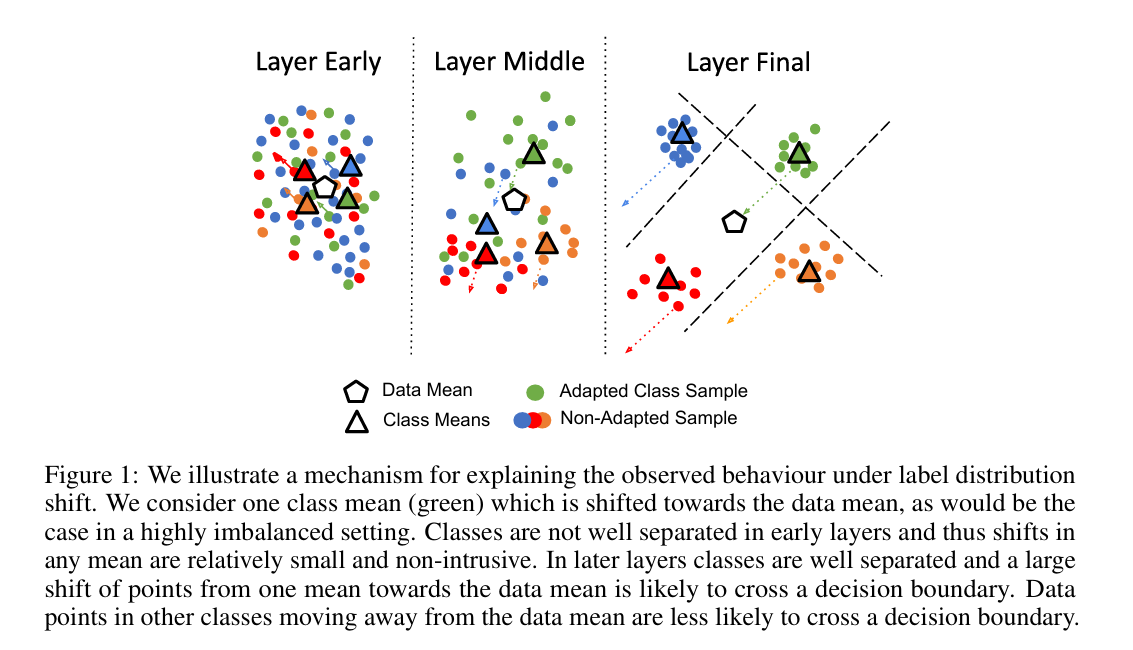 Layer Early
Layer Middle
Layer Final
Data Mean
Adapted Class Sample
Class Means
Non-Adapted Sample
Figure 1: We illustrate a mechanism for explaining the observed behaviour under label distribution
shift. We consider one class mean (green) which is shifted towards the data mean, as would be the
case in a highly imbalanced setting. Classes are not well separated in early layers and thus shifts in
any mean are relatively small and non-intrusive. In later layers classes are well separated and a large
shift of points from one mean towards the data mean is likely to cross a decision boundary. Data
points in other classes moving away from the data mean are less likely to cross a decision boundary.